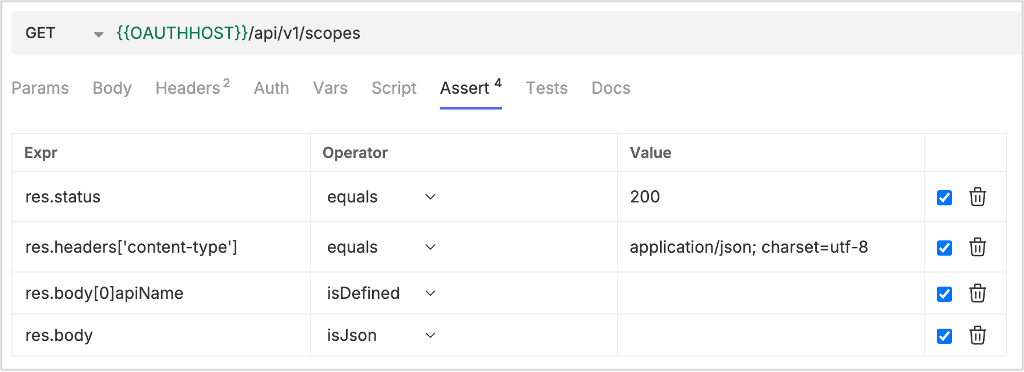 GET {{OAUTHHOST}}/api/v1/scopes
Params Body Headers 2 Auth Vars Script Assert 4 Tests Docs
Expr Operator Value
res.status equals 200
res.headers['content-type'] equals application/json; charset=utf-8
res.body[0]apiName isDefined
res.body isJson